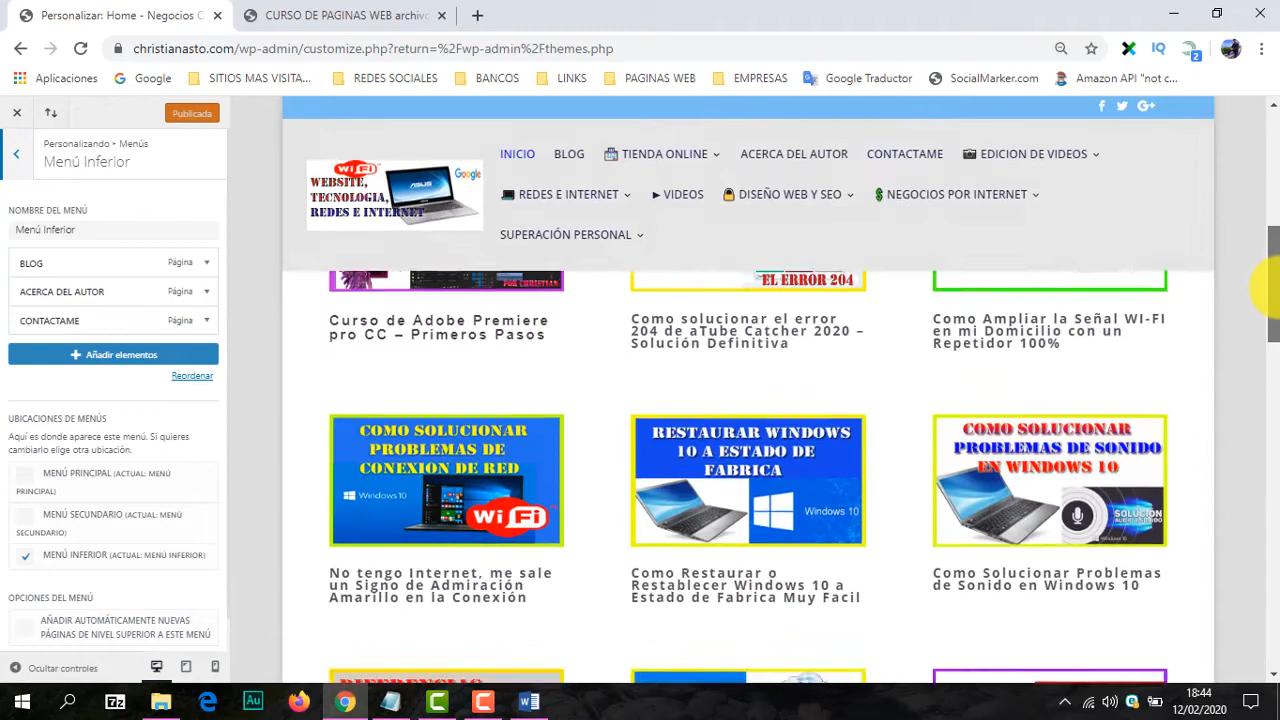 Personalizar: Home - Negocios C
CURSO DE PAGINAS WEB archivo
christianasto.com/wp-admin/customize.php?return=%2Fwp-admin%2Fthemes.php
IQ
2
Aplicaciones
Google
SITIOS MAS VISITA...
REDES SOCIALES
BANCOS
LINKS
PAGINAS WEB
EMPRESAS
Google Traductor
SocialMarker.com
Amazon API "not c...
Publicada
Personalizando • Menús
Menú Inferior
NOMBRE DEL MENÚ
Menú Inferior
BLOG Página
ACERCA DEL AUTOR Página
CONTACTAME Página
Añadir elementos
Reordenar
UBICACIONES DE MENÚS
Aquí es donde aparece este menú. Si quieres
cambiarlo elige otra ubicación.
MENÚ PRINCIPAL (ACTUAL: MENÚ
PRINCIPAL)
MENÚ SECUNDARIO (ACTUAL: MENÚ
SECUNDARIO)
MENÚ INFERIOR (ACTUAL: MENÚ INFERIOR)
OPCIONES DEL MENÚ
AÑADIR AUTOMÁTICAMENTE NUEVAS
PÁGINAS DE NIVEL SUPERIOR A ESTE MENÚ
Ocultar controles
WIFI
WEBSITE,
TECNOLOGIA,
REDES E INTERNET
ASUS
Google
INICIO
BLOG
TIENDA ONLINE
ACERCA DEL AUTOR
CONTACTAME
EDICION DE VIDEOS
REDES E INTERNET
VIDEOS
DISEÑO WEB Y SEO
NEGOCIOS POR INTERNET
SUPERACIÓN PERSONAL
POR CHRISTIAN
EL ERROR 204
Curso de Adobe Premiere
pro CC – Primeros Pasos
Como solucionar el error
204 de aTube Catcher 2020 –
Solución Definitiva
Como Ampliar la Señal WI-FI
en mi Domicilio con un
Repetidor 100%
COMO SOLUCIONAR
PROBLEMAS DE
CONEXION DE RED
Windows 10
Wi Fi
RESTAURAR WINDOWS
10 A ESTADO DE
FABRICA
Windows 10
COMO SOLUCIONAR
PROBLEMAS DE SONIDO
EN WINDOWS 10
SOLUCION
No tengo Internet, me sale
un Signo de Admiración
Amarillo en la Conexión
Como Restaurar o
Restablecer Windows 10 a
Estado de Fabrica Muy Facil
Como Solucionar Problemas
de Sonido en Windows 10
Au
18:44
12/02/2020